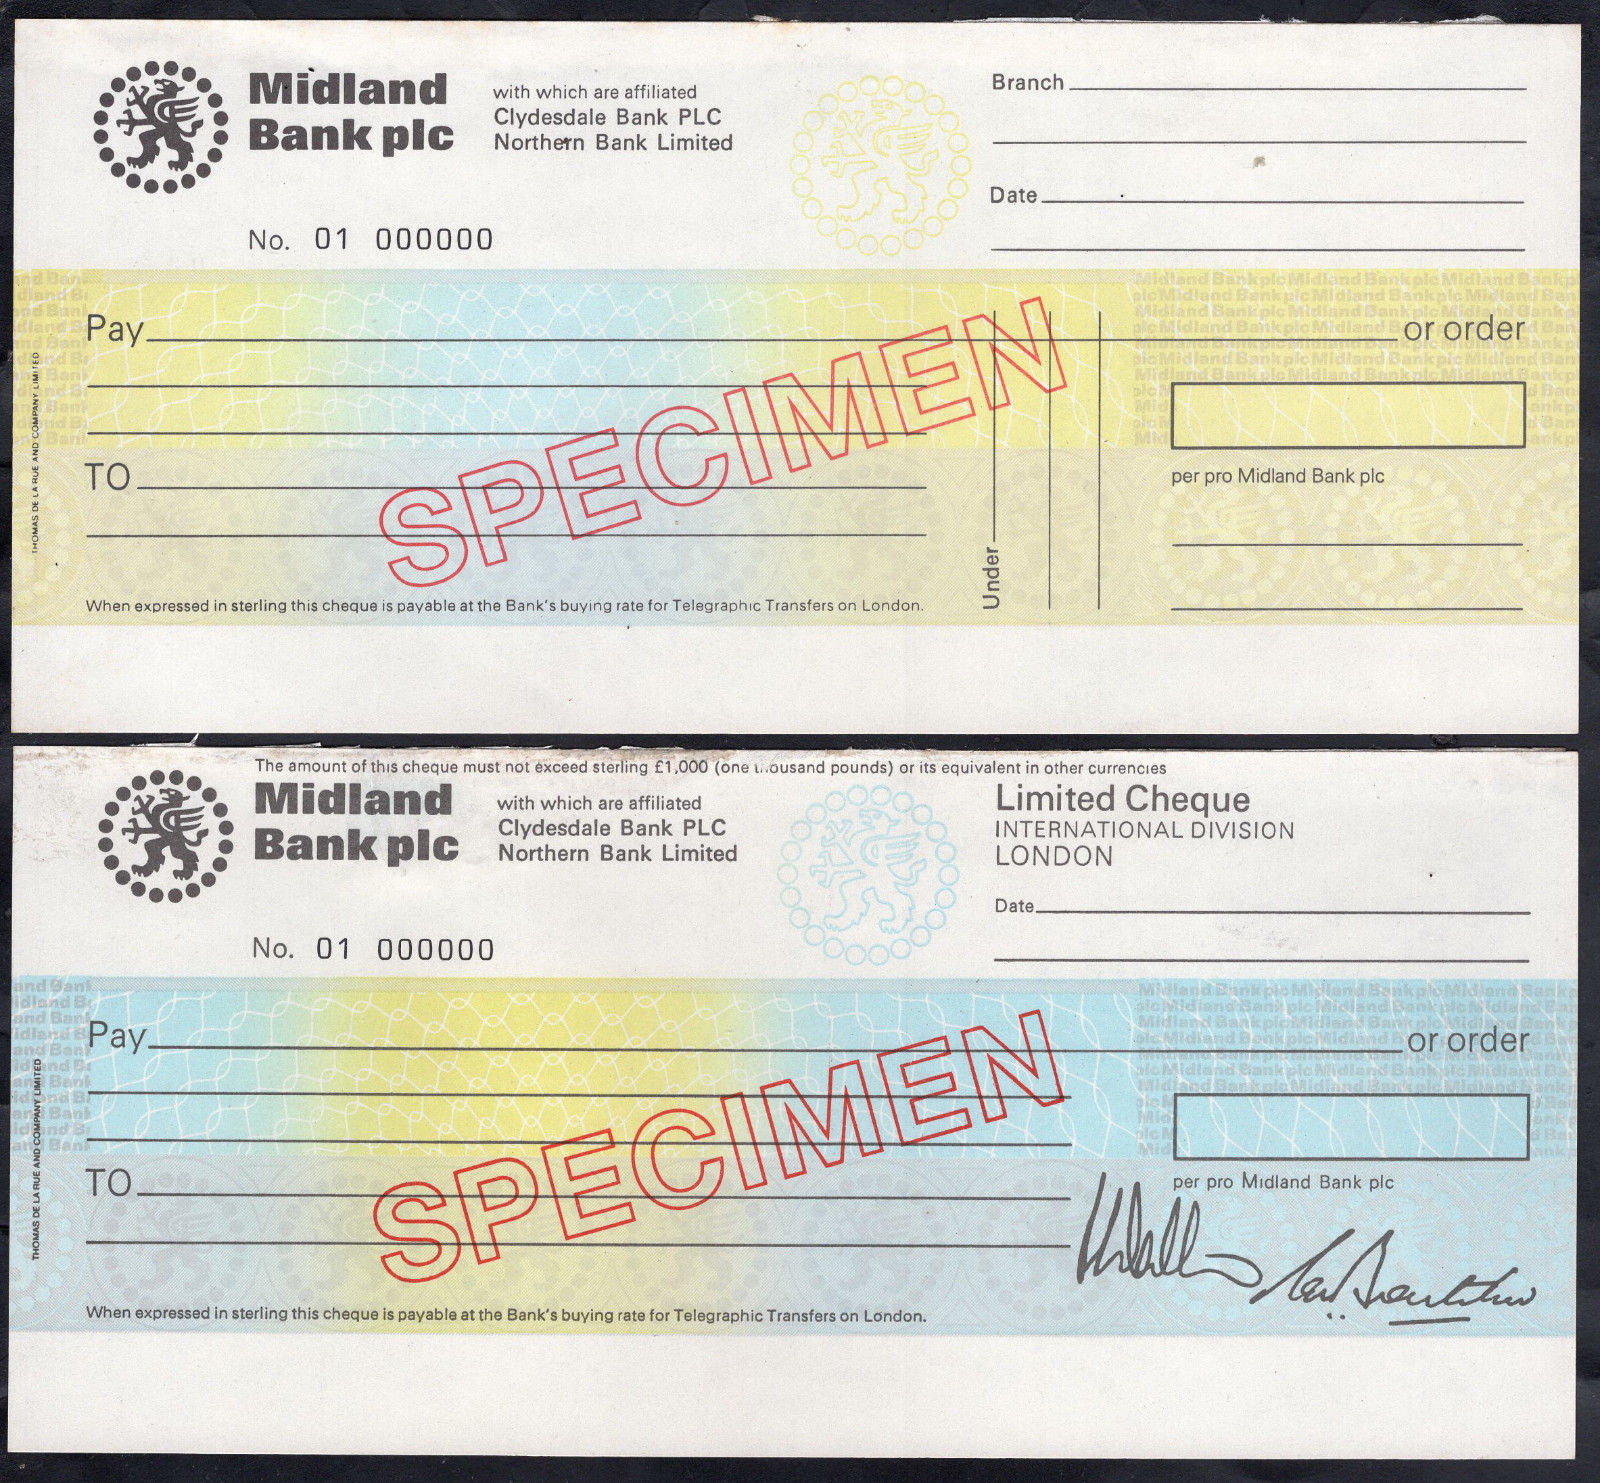 Midland
Bank plc
with which are affiliated
Clydesdale Bank PLC
Northern Bank Limited
Branch
Date
No. 01 000000
Pay
or order
TO
SPECIMEN
Under
per pro Midland Bank plc
When expressed in sterling this cheque is payable at the Bank's buying rate for Telegraphic Transfers on London.
THOMAS DE LA RUE AND COMPANY LIMITED
The amount of this cheque must not exceed sterling £1,000 (one thousand pounds) or its equivalent in other currencies
Midland
Bank plc
with which are affiliated
Clydesdale Bank PLC
Northern Bank Limited
Limited Cheque
INTERNATIONAL DIVISION
LONDON
Date
No. 01 000000
Pay
or order
TO
SPECIMEN
per pro Midland Bank plc
When expressed in sterling this cheque is payable at the Bank's buying rate for Telegraphic Transfers on London.
THOMAS DE LA RUE AND COMPANY LIMITED